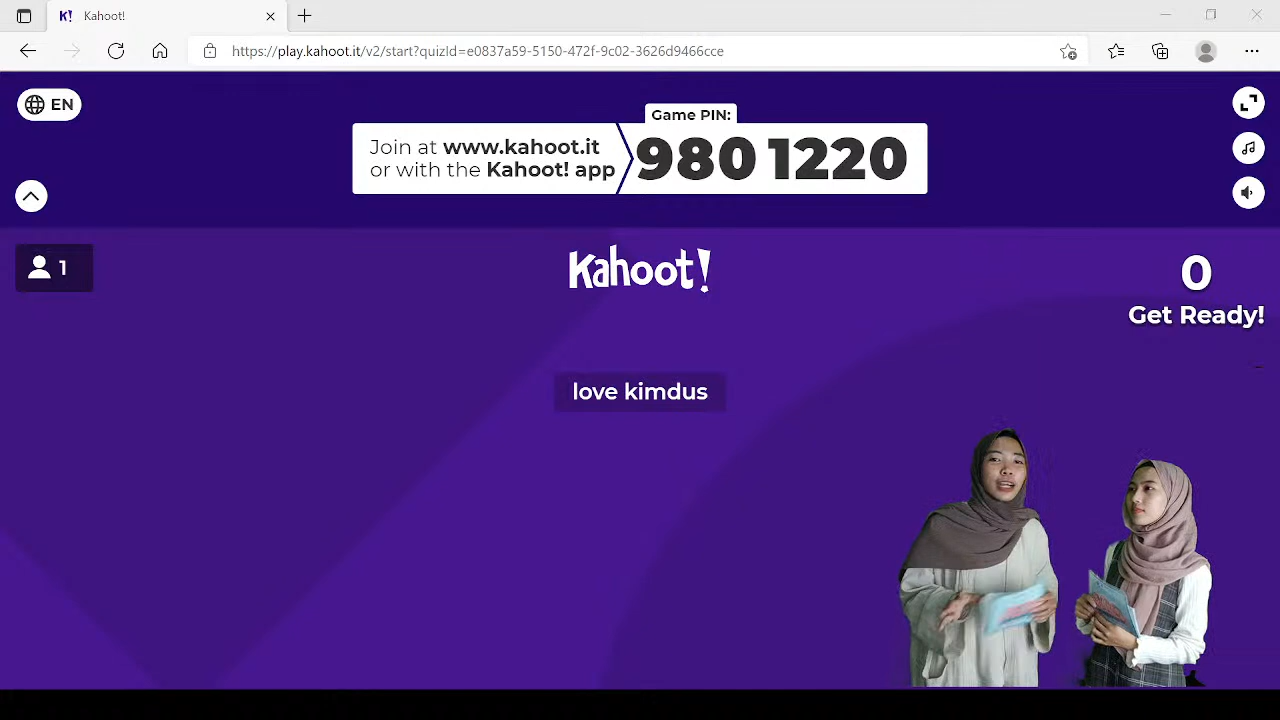 Kahoot!
https://play.kahoot.it/v2/start?quizId=e0837a59-5150-472f-9c02-3626d9466cce
EN
Game PIN:
Join at www.kahoot.it
or with the Kahoot! app
980 1220
1
Kahoot!
0
Get Ready!
love kimdus